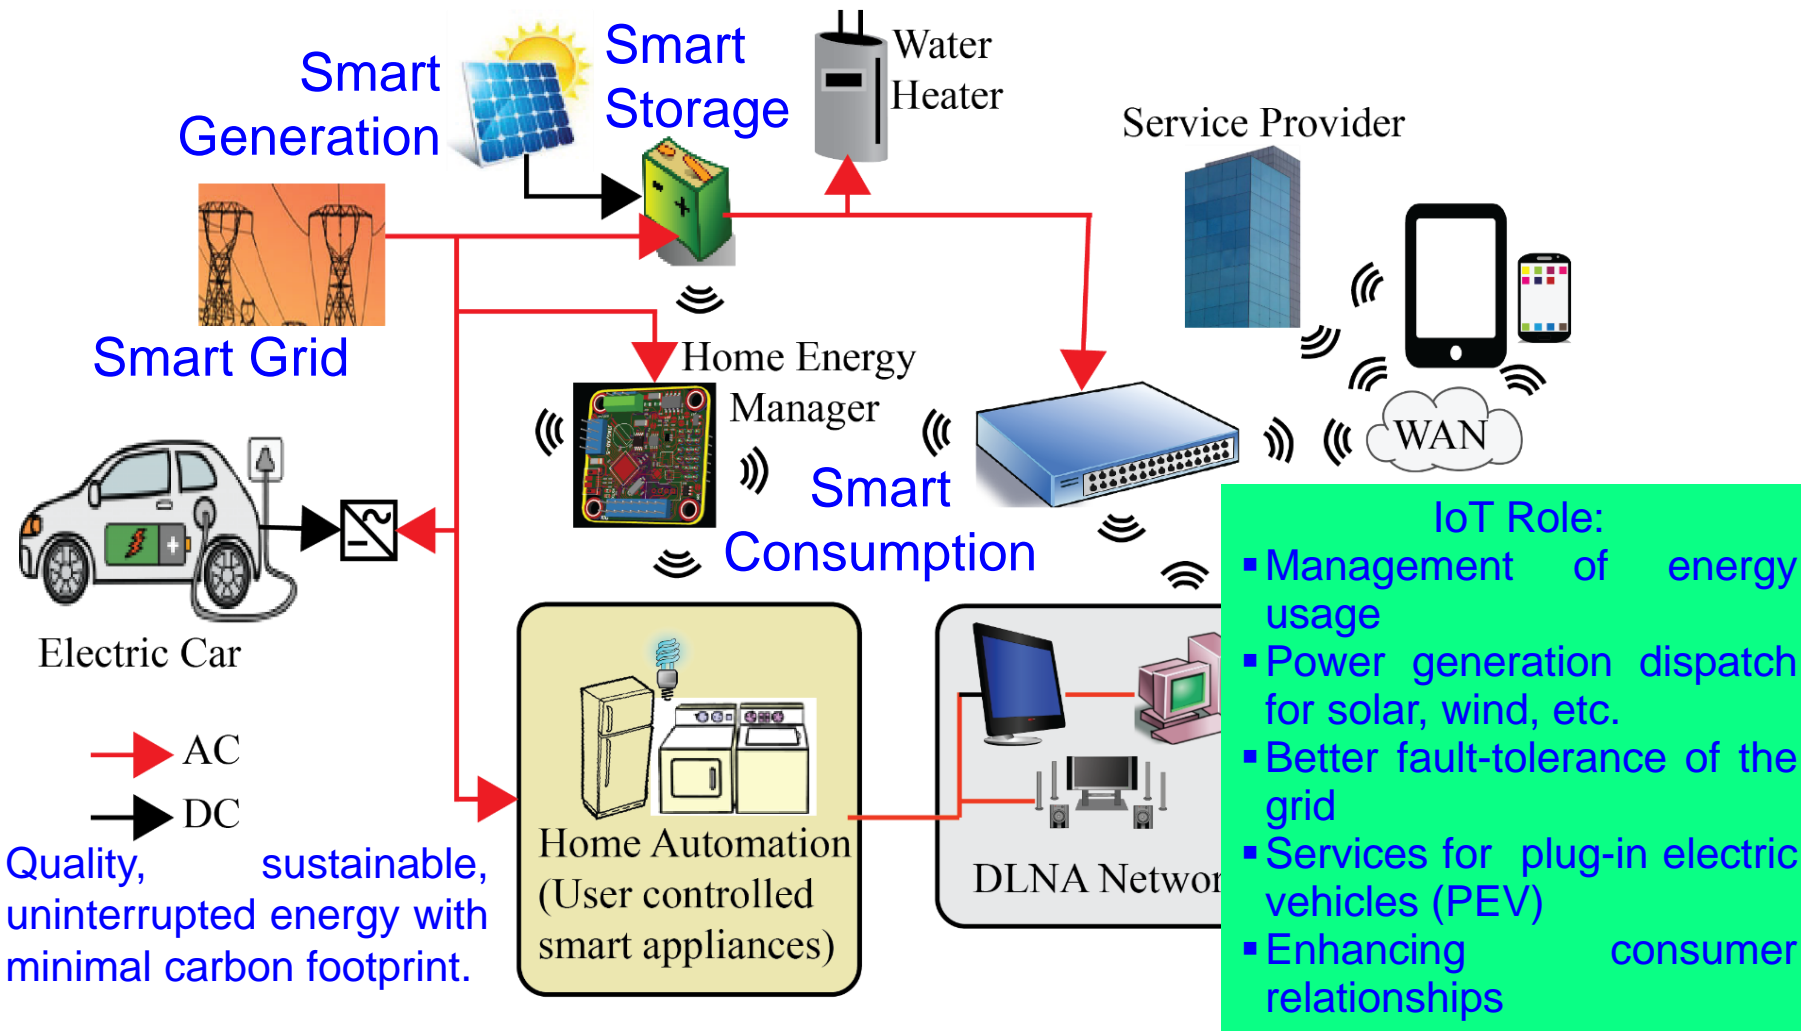 Smart
Generation
Smart
Storage
Water
Heater
Service Provider
Smart Grid
Home Energy
Manager
WAN
Smart
Consumption
Electric Car
AC
DC
Quality, sustainable,
uninterrupted energy with
minimal carbon footprint.
Home Automation
(User controlled
smart appliances)
DLNA Networ
IoT Role:
▪Management of energy
usage
▪Power generation dispatch
for solar, wind, etc.
▪Better fault-tolerance of the
grid
▪Services for plug-in electric
vehicles (PEV)
▪Enhancing consumer
relationships